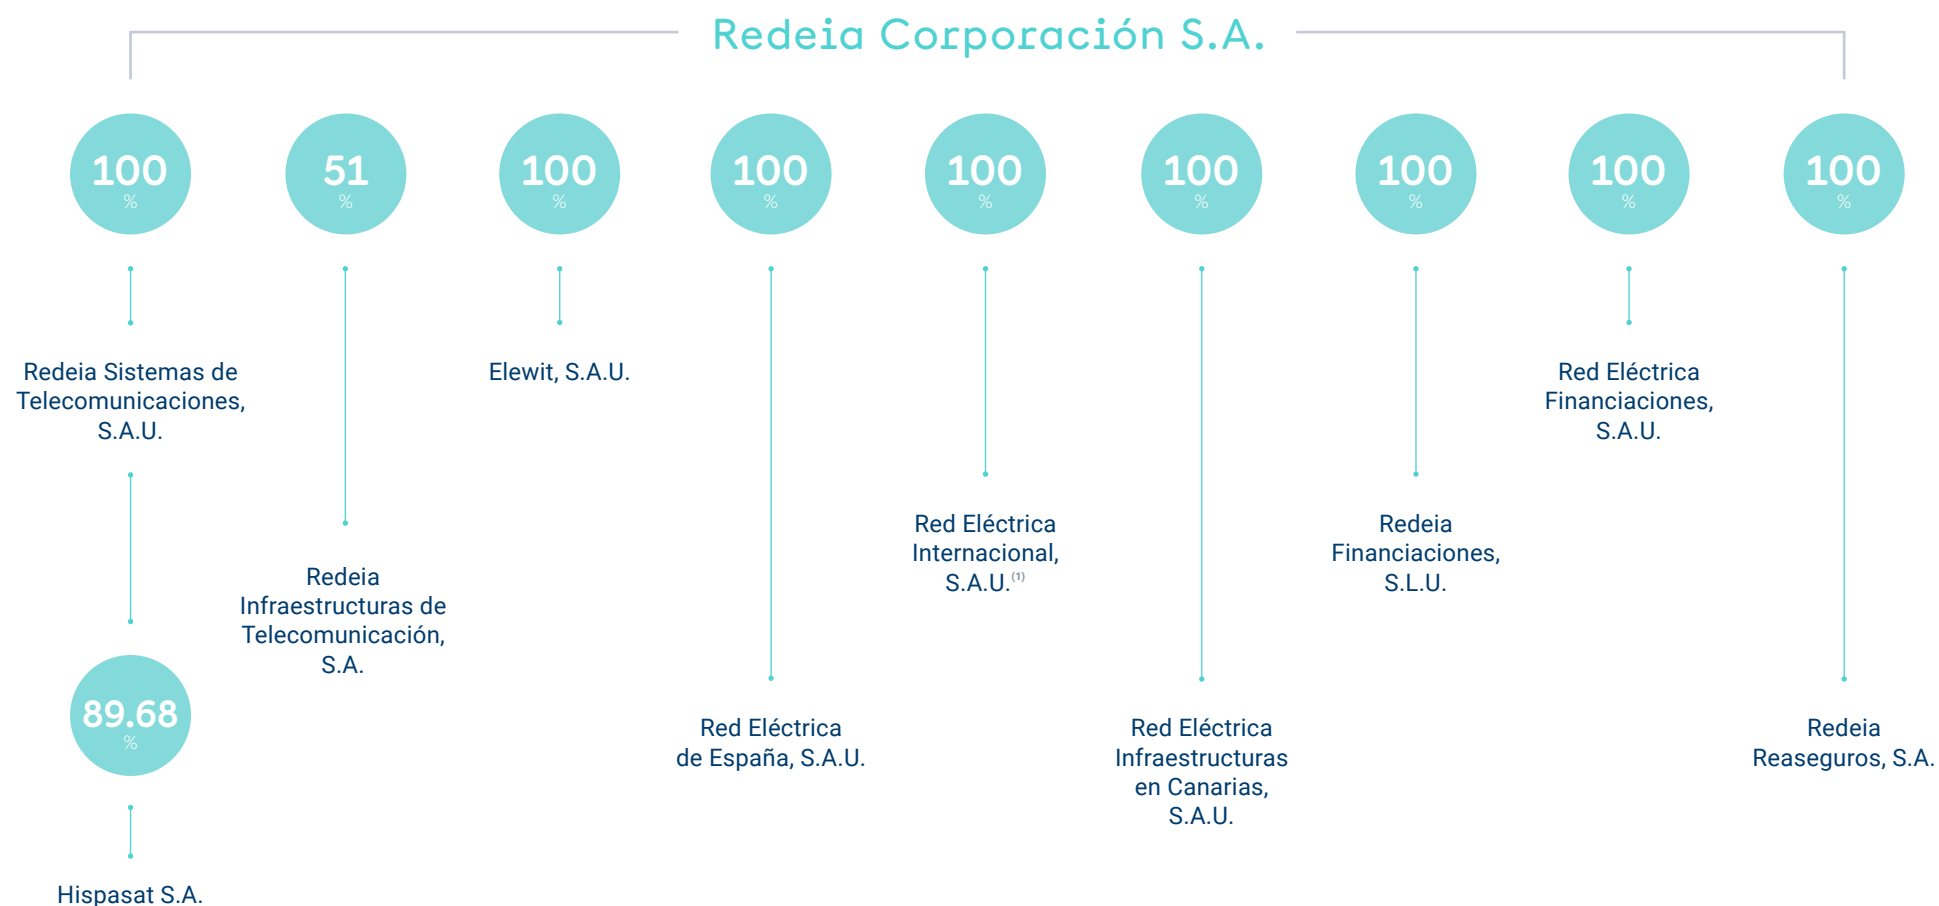 Redeia Corporación S.A.
100
%
51
%
100
%
100
%
100
%
100
%
100
%
100
%
100
%
Redeia Sistemas de
Telecomunicaciones,
S.A.U.
Redeia
Infraestructuras de
Telecomunicación,
S.A.
Elewit, S.A.U.
Red Eléctrica
de España, S.A.U.
Red Eléctrica
Internacional,
S.A.U.(1)
Red Eléctrica
Infraestructuras
en Canarias,
S.A.U.
Redeia
Financiaciones,
S.L.U.
Red Eléctrica
Financiaciones,
S.A.U.
Redeia
Reaseguros, S.A.
89.68
%
Hispasat S.A.